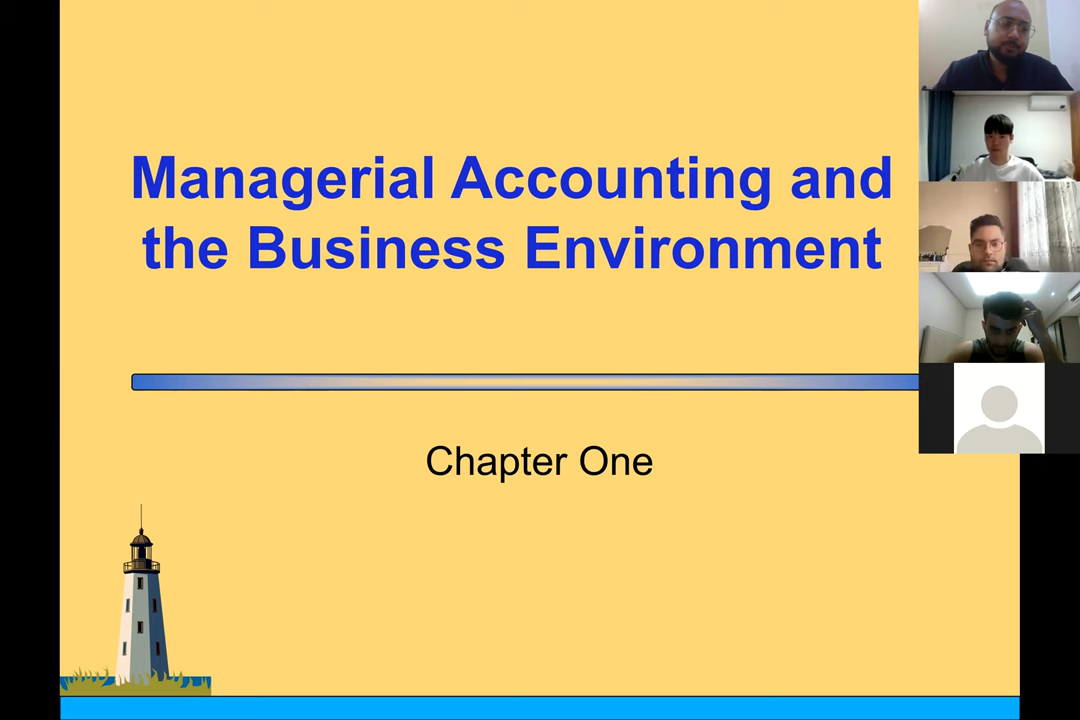 Managerial Accounting and
the Business Environment
Chapter One